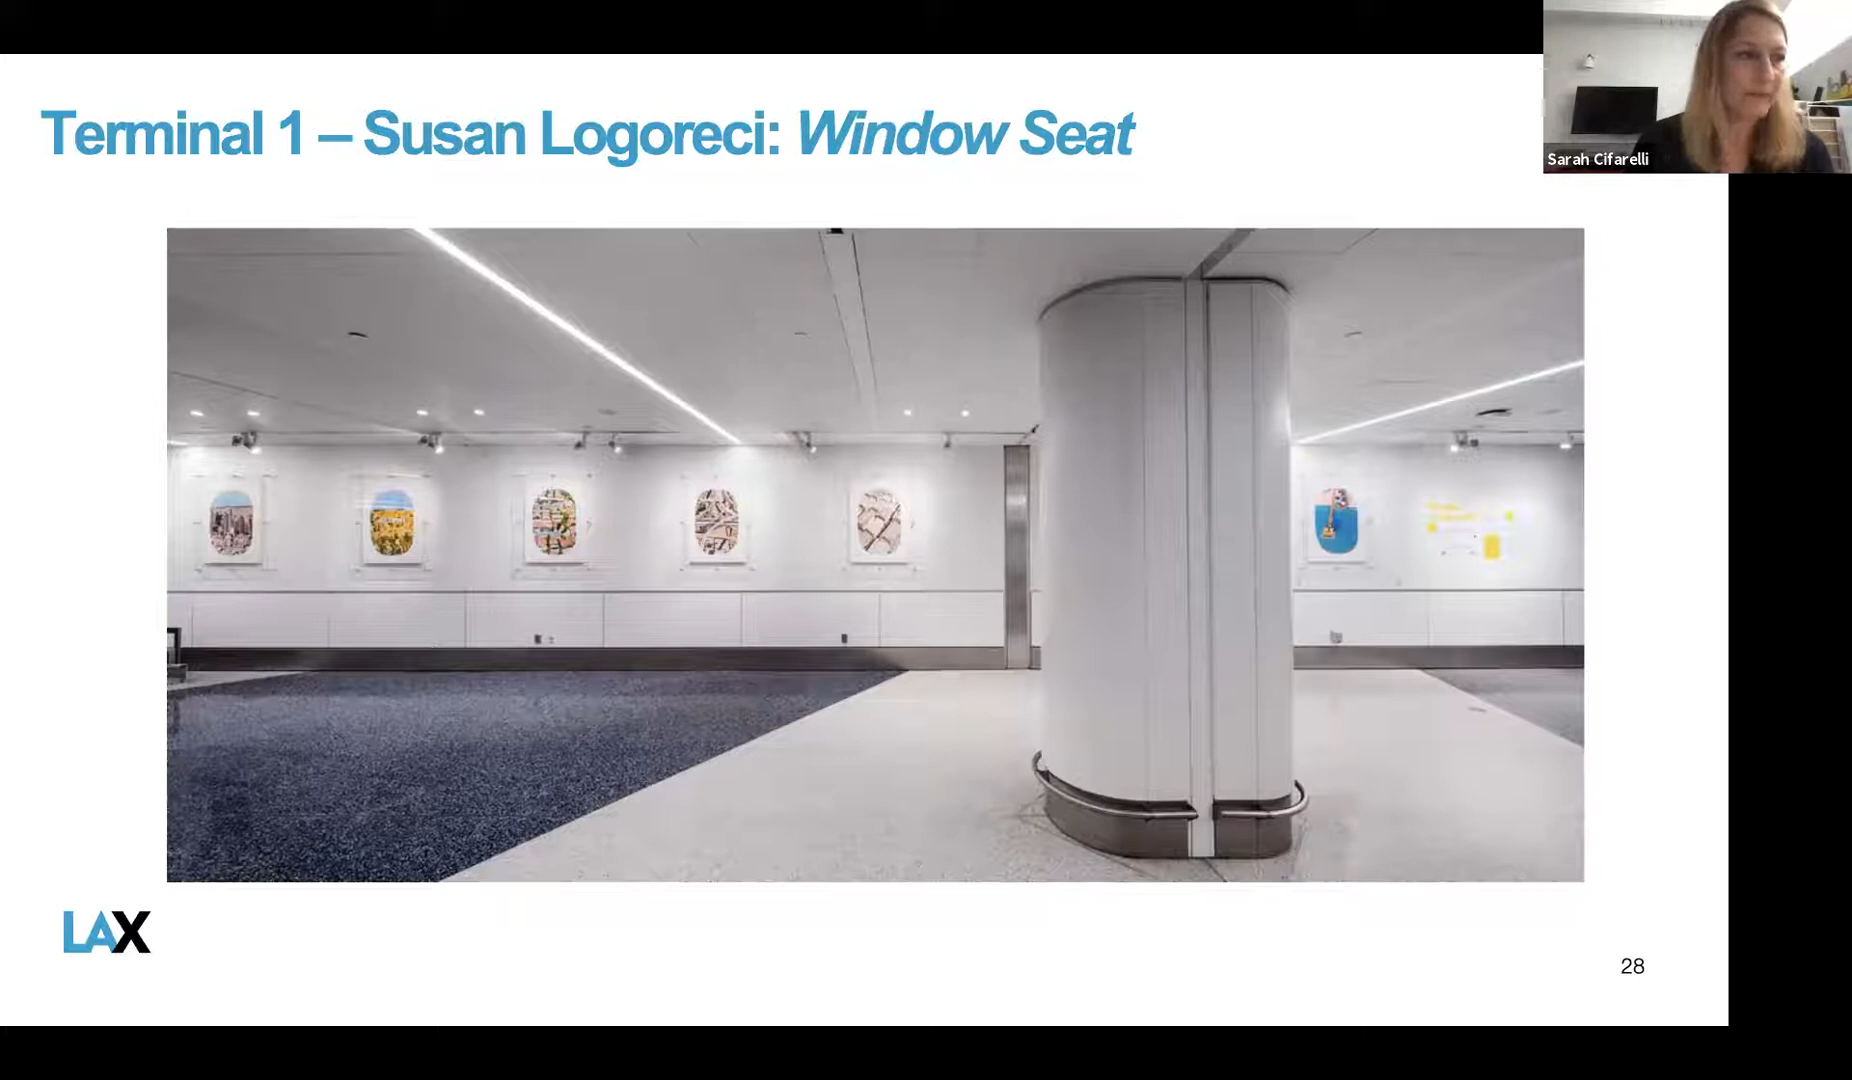 Terminal 1 – Susan Logoreci: Window Seat
Sarah Cifarelli
LAX
28